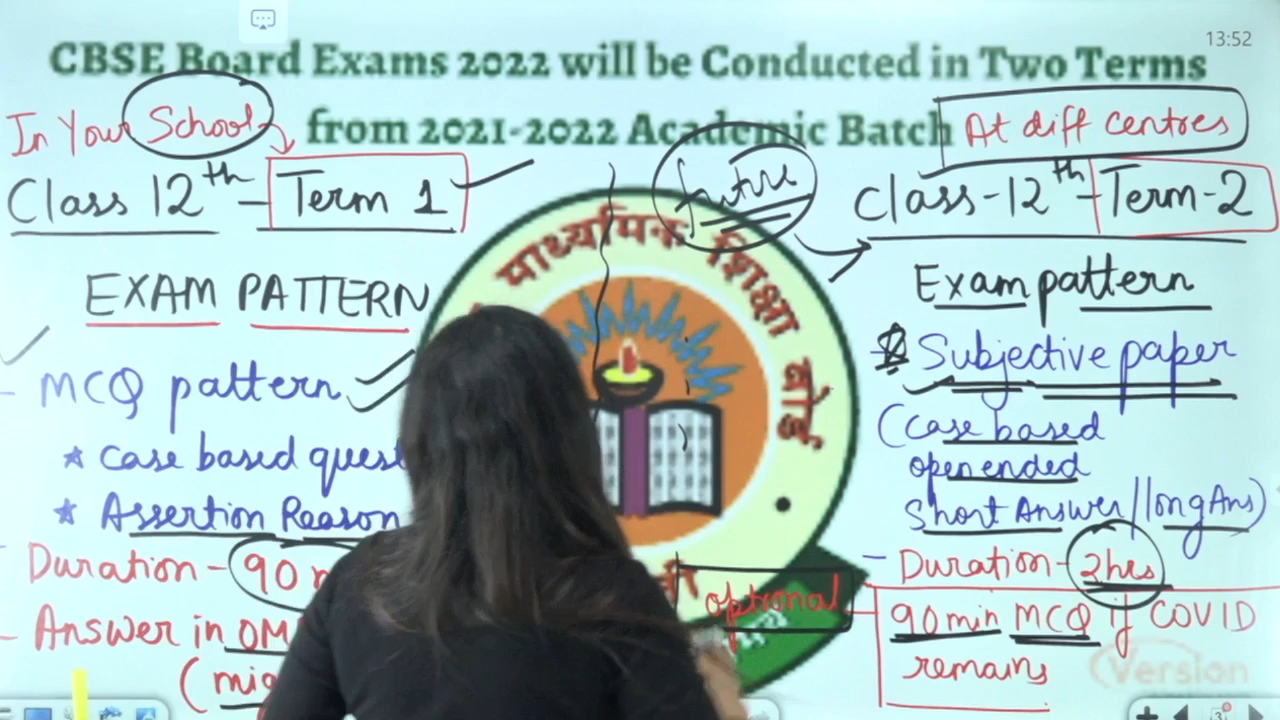 13:52
CBSE Board Exams 2022 will be Conducted in Two Terms
from 2021-2022 Academic Batch
In Your School
At diff centres
Class 12th - Term 1
future
class-12th - Term-2
माध्यमिक शिक्षा बोर्ड
EXAM PATTERN
Exam pattern
- MCQ pattern
- Subjective paper
* case based quest
(case based
open ended
* Assertion Reason
Short Answer / long Ans)
- Duration - 90
- Duration - 2hrs
optional
90 min MCQ if COVID
remains
- Answer in OM
(mig
Version